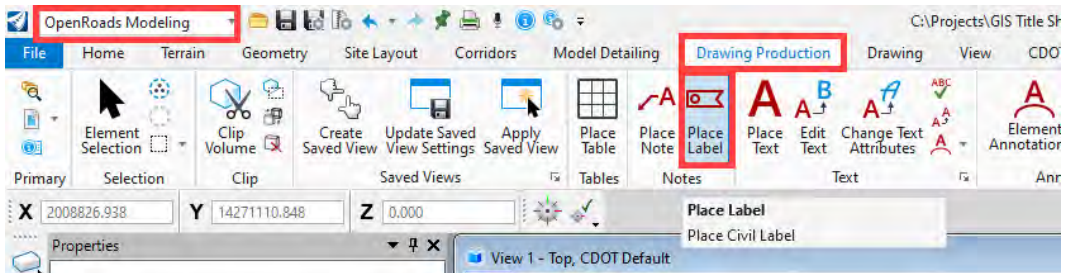 OpenRoads Modeling
C:\Projects\GIS Title Sh
File Home Terrain Geometry Site Layout Corridors Model Detailing Drawing Production Drawing View CDOT
Element Selection
Clip Volume
Create Saved View
Update Saved View Settings
Apply Saved View
Place Table
Place Note
Place Label
Place Text
Edit Text
Change Text Attributes
ABC
Element Annotation
Primary Selection Clip Saved Views Tables Notes Text Ann
X 2008826.938 Y 14271110.848 Z 0.000
Place Label
Place Civil Label
Properties
View 1 - Top, CDOT Default